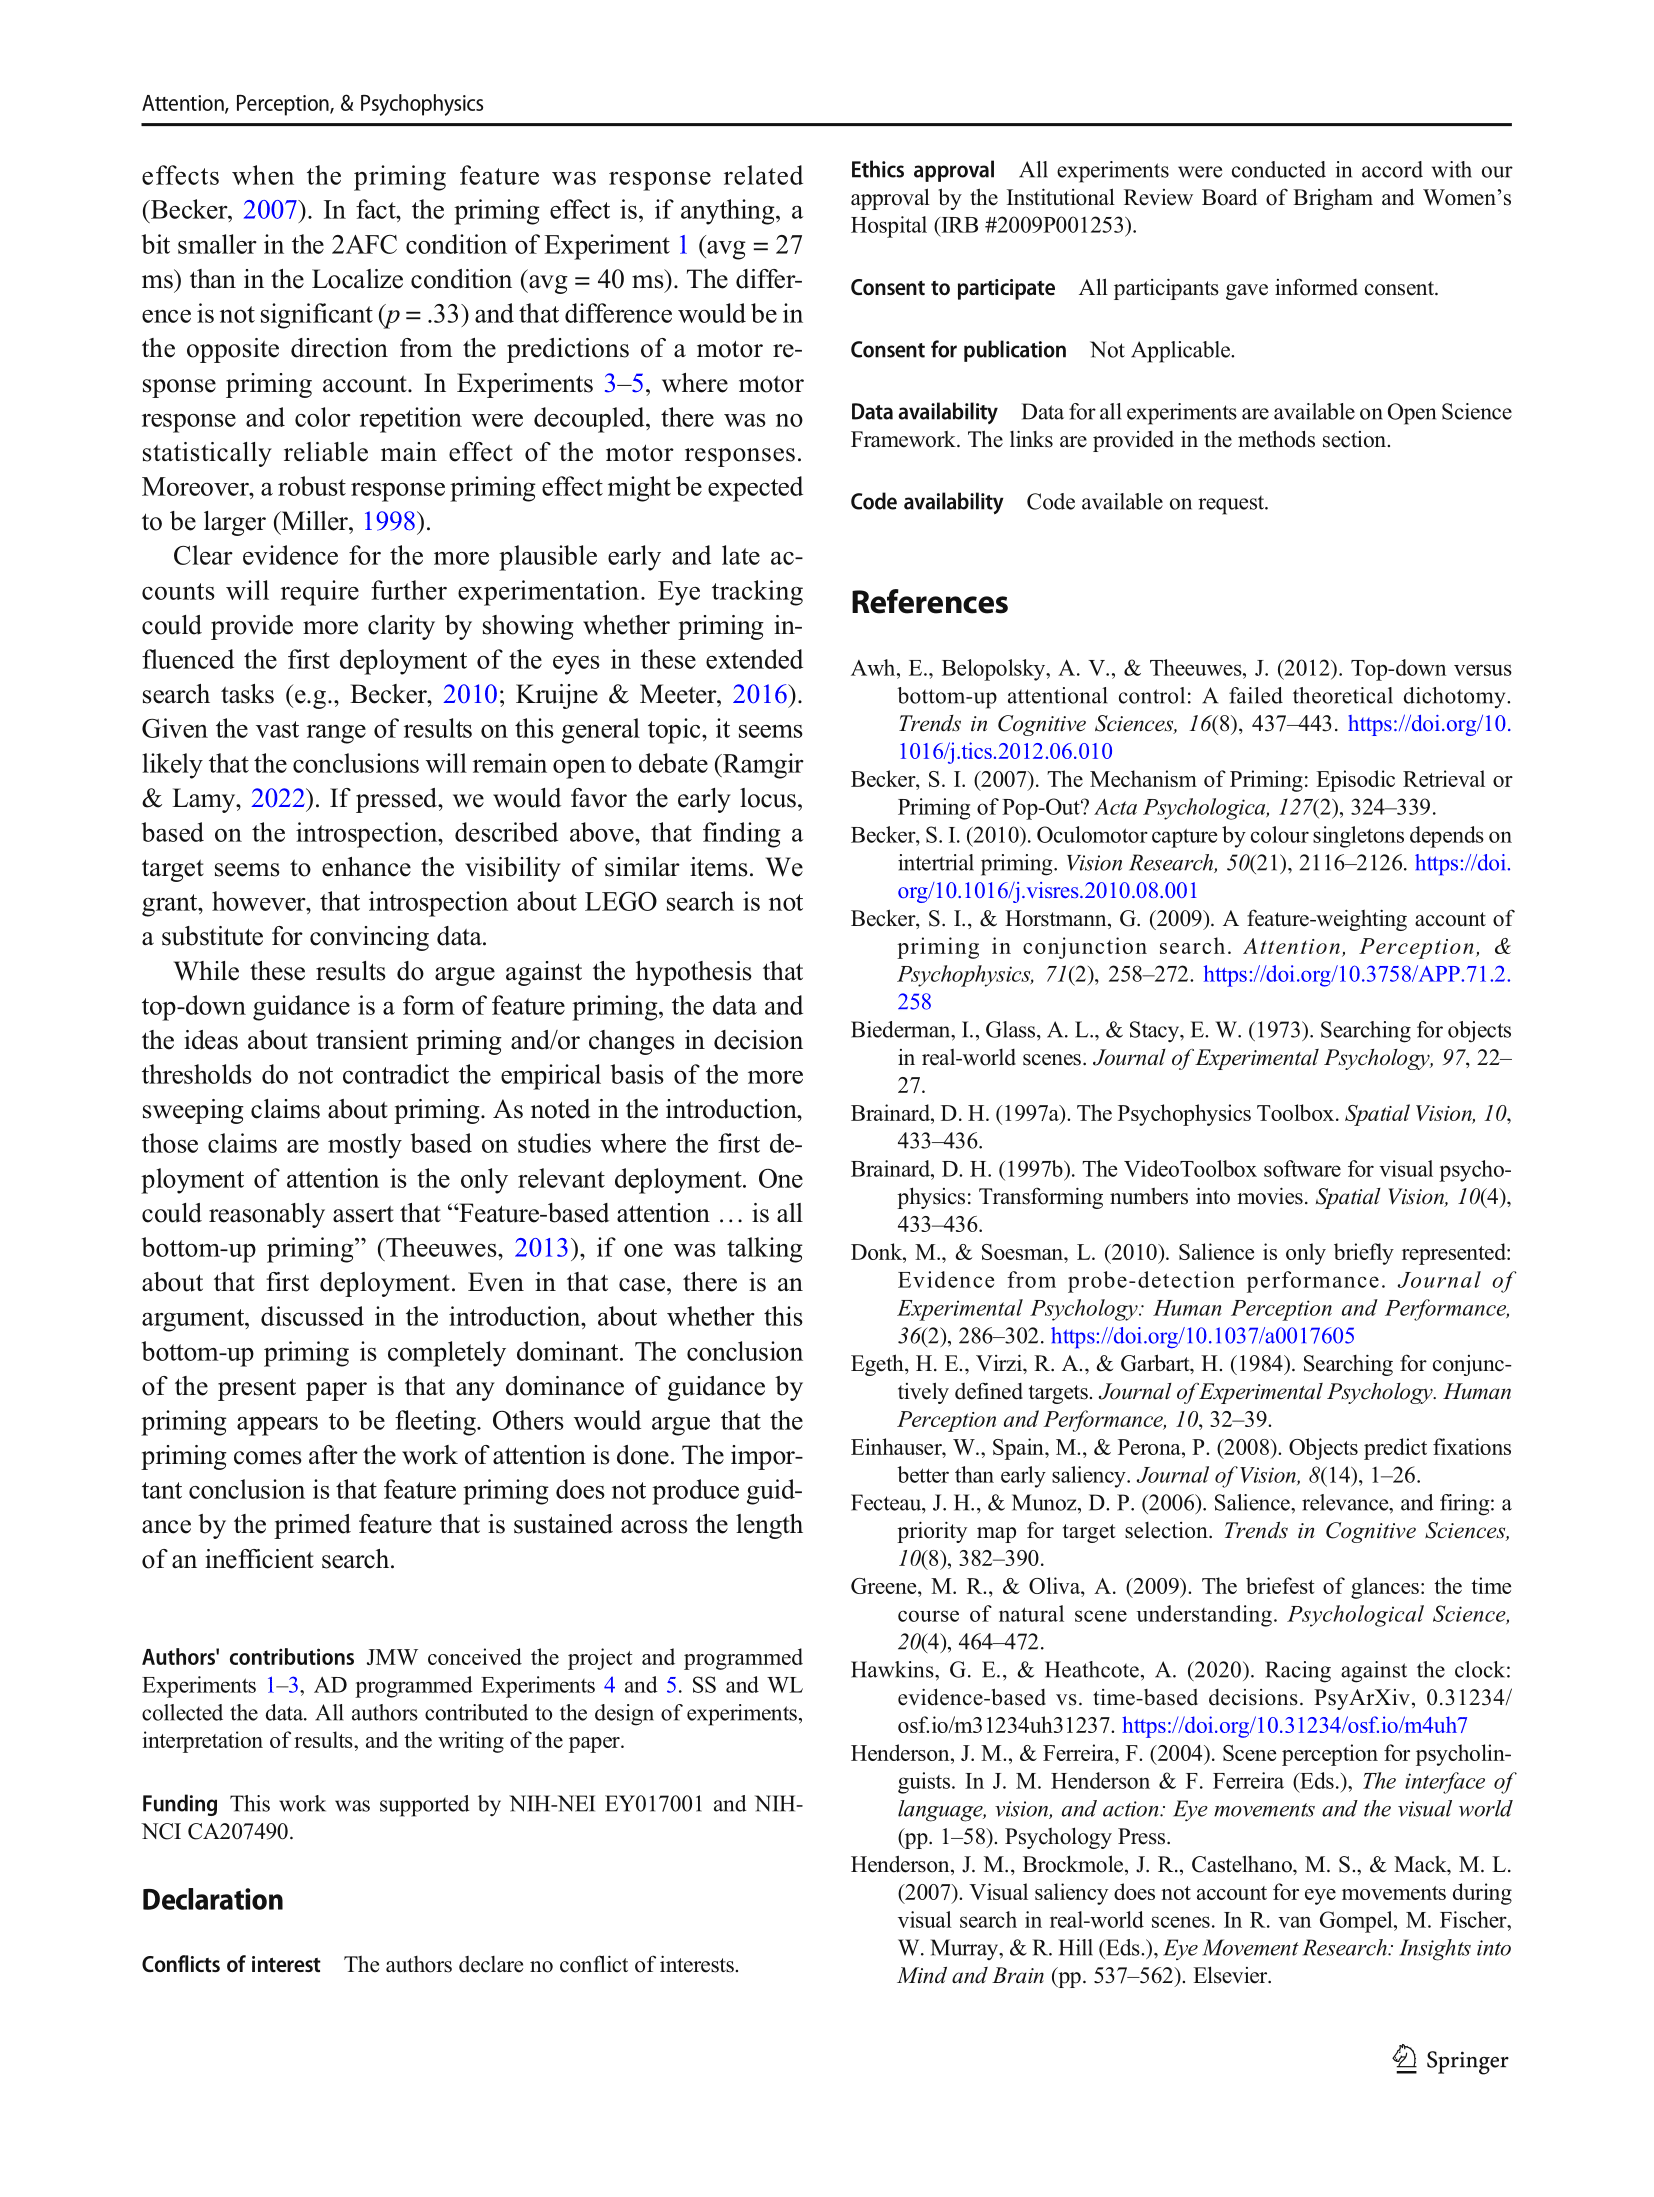 Attention, Perception, & Psychophysics
effects when the priming feature was response related
(Becker, 2007). In fact, the priming effect is, if anything, a
bit smaller in the 2AFC condition of Experiment 1 (avg = 27
ms) than in the Localize condition (avg = 40 ms). The differ-
ence is not significant (p = .33) and that difference would be in
the opposite direction from the predictions of a motor re-
sponse priming account. In Experiments 3–5, where motor
response and color repetition were decoupled, there was no
statistically reliable main effect of the motor responses.
Moreover, a robust response priming effect might be expected
to be larger (Miller, 1998).
Clear evidence for the more plausible early and late ac-
counts will require further experimentation. Eye tracking
could provide more clarity by showing whether priming in-
fluenced the first deployment of the eyes in these extended
search tasks (e.g., Becker, 2010; Kruijne & Meeter, 2016).
Given the vast range of results on this general topic, it seems
likely that the conclusions will remain open to debate (Ramgir
& Lamy, 2022). If pressed, we would favor the early locus,
based on the introspection, described above, that finding a
target seems to enhance the visibility of similar items. We
grant, however, that introspection about LEGO search is not
a substitute for convincing data.
While these results do argue against the hypothesis that
top-down guidance is a form of feature priming, the data and
the ideas about transient priming and/or changes in decision
thresholds do not contradict the empirical basis of the more
sweeping claims about priming. As noted in the introduction,
those claims are mostly based on studies where the first de-
ployment of attention is the only relevant deployment. One
could reasonably assert that “Feature-based attention … is all
bottom-up priming” (Theeuwes, 2013), if one was talking
about that first deployment. Even in that case, there is an
argument, discussed in the introduction, about whether this
bottom-up priming is completely dominant. The conclusion
of the present paper is that any dominance of guidance by
priming appears to be fleeting. Others would argue that the
priming comes after the work of attention is done. The impor-
tant conclusion is that feature priming does not produce guid-
ance by the primed feature that is sustained across the length
of an inefficient search.
Authors' contributions JMW conceived the project and programmed
Experiments 1–3, AD programmed Experiments 4 and 5. SS and WL
collected the data. All authors contributed to the design of experiments,
interpretation of results, and the writing of the paper.
Funding This work was supported by NIH-NEI EY017001 and NIH-
NCI CA207490.
Declaration
Conflicts of interest The authors declare no conflict of interests.
Ethics approval All experiments were conducted in accord with our
approval by the Institutional Review Board of Brigham and Women’s
Hospital (IRB #2009P001253).
Consent to participate All participants gave informed consent.
Consent for publication Not Applicable.
Data availability Data for all experiments are available on Open Science
Framework. The links are provided in the methods section.
Code availability Code available on request.
References
Awh, E., Belopolsky, A. V., & Theeuwes, J. (2012). Top-down versus
bottom-up attentional control: A failed theoretical dichotomy.
Trends in Cognitive Sciences, 16(8), 437–443. https://doi.org/10.
1016/j.tics.2012.06.010
Becker, S. I. (2007). The Mechanism of Priming: Episodic Retrieval or
Priming of Pop-Out? Acta Psychologica, 127(2), 324–339.
Becker, S. I. (2010). Oculomotor capture by colour singletons depends on
intertrial priming. Vision Research, 50(21), 2116–2126. https://doi.
org/10.1016/j.visres.2010.08.001
Becker, S. I., & Horstmann, G. (2009). A feature-weighting account of
priming in conjunction search. Attention, Perception, &
Psychophysics, 71(2), 258–272. https://doi.org/10.3758/APP.71.2.
258
Biederman, I., Glass, A. L., & Stacy, E. W. (1973). Searching for objects
in real-world scenes. Journal of Experimental Psychology, 97, 22–
27.
Brainard, D. H. (1997a). The Psychophysics Toolbox. Spatial Vision, 10,
433–436.
Brainard, D. H. (1997b). The VideoToolbox software for visual psycho-
physics: Transforming numbers into movies. Spatial Vision, 10(4),
433–436.
Donk, M., & Soesman, L. (2010). Salience is only briefly represented:
Evidence from probe-detection performance. Journal of
Experimental Psychology: Human Perception and Performance,
36(2), 286–302. https://doi.org/10.1037/a0017605
Egeth, H. E., Virzi, R. A., & Garbart, H. (1984). Searching for conjunc-
tively defined targets. Journal of Experimental Psychology. Human
Perception and Performance, 10, 32–39.
Einhauser, W., Spain, M., & Perona, P. (2008). Objects predict fixations
better than early saliency. Journal of Vision, 8(14), 1–26.
Fecteau, J. H., & Munoz, D. P. (2006). Salience, relevance, and firing: a
priority map for target selection. Trends in Cognitive Sciences,
10(8), 382–390.
Greene, M. R., & Oliva, A. (2009). The briefest of glances: the time
course of natural scene understanding. Psychological Science,
20(4), 464–472.
Hawkins, G. E., & Heathcote, A. (2020). Racing against the clock:
evidence-based vs. time-based decisions. PsyArXiv, 0.31234/
osf.io/m31234uh31237. https://doi.org/10.31234/osf.io/m4uh7
Henderson, J. M., & Ferreira, F. (2004). Scene perception for psycholin-
guists. In J. M. Henderson & F. Ferreira (Eds.), The interface of
language, vision, and action: Eye movements and the visual world
(pp. 1–58). Psychology Press.
Henderson, J. M., Brockmole, J. R., Castelhano, M. S., & Mack, M. L.
(2007). Visual saliency does not account for eye movements during
visual search in real-world scenes. In R. van Gompel, M. Fischer,
W. Murray, & R. Hill (Eds.), Eye Movement Research: Insights into
Mind and Brain (pp. 537–562). Elsevier.
Springer